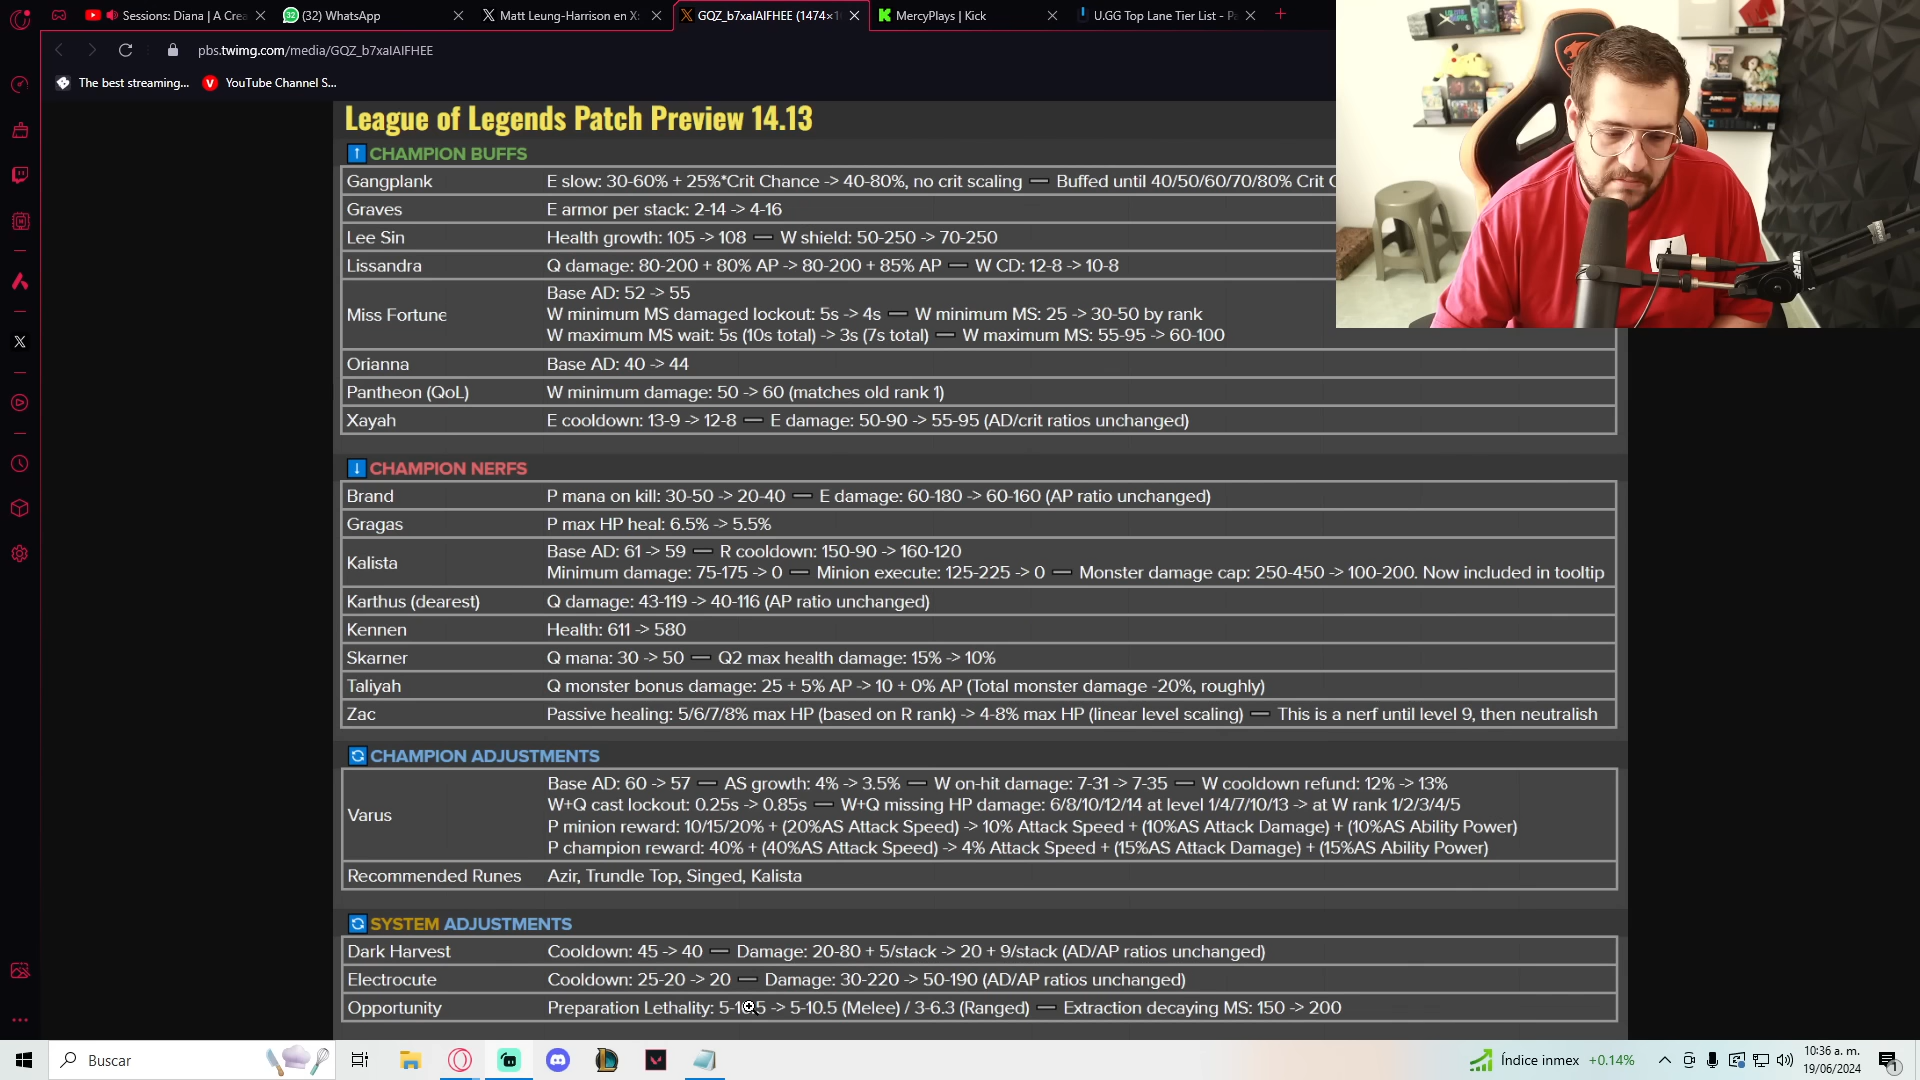 Sessions: Diana | A Crea
(32) WhatsApp
Matt Leung-Harrison en X:
GQZ_b7xaIAIFHEE (1474×1
MercyPlays | Kick
U.GG Top Lane Tier List - Pa
pbs.twimg.com/media/GQZ_b7xaIAIFHEE
The best streaming...
YouTube Channel S...
League of Legends Patch Preview 14.13
CHAMPION BUFFS
Gangplank E slow: 30-60% + 25%*Crit Chance -> 40-80%, no crit scaling — Buffed until 40/50/60/70/80% Crit C
Graves E armor per stack: 2-14 -> 4-16
Lee Sin Health growth: 105 -> 108 — W shield: 50-250 -> 70-250
Lissandra Q damage: 80-200 + 80% AP -> 80-200 + 85% AP — W CD: 12-8 -> 10-8
Base AD: 52 -> 55
Miss Fortune W minimum MS damaged lockout: 5s -> 4s — W minimum MS: 25 -> 30-50 by rank
W maximum MS wait: 5s (10s total) -> 3s (7s total) — W maximum MS: 55-95 -> 60-100
Orianna Base AD: 40 -> 44
Pantheon (QoL) W minimum damage: 50 -> 60 (matches old rank 1)
Xayah E cooldown: 13-9 -> 12-8 — E damage: 50-90 -> 55-95 (AD/crit ratios unchanged)
CHAMPION NERFS
Brand P mana on kill: 30-50 -> 20-40 — E damage: 60-180 -> 60-160 (AP ratio unchanged)
Gragas P max HP heal: 6.5% -> 5.5%
Kalista Base AD: 61 -> 59 — R cooldown: 150-90 -> 160-120
Minimum damage: 75-175 -> 0 — Minion execute: 125-225 -> 0 — Monster damage cap: 250-450 -> 100-200. Now included in tooltip
Karthus (dearest) Q damage: 43-119 -> 40-116 (AP ratio unchanged)
Kennen Health: 611 -> 580
Skarner Q mana: 30 -> 50 — Q2 max health damage: 15% -> 10%
Taliyah Q monster bonus damage: 25 + 5% AP -> 10 + 0% AP (Total monster damage -20%, roughly)
Zac Passive healing: 5/6/7/8% max HP (based on R rank) -> 4-8% max HP (linear level scaling) — This is a nerf until level 9, then neutralish
CHAMPION ADJUSTMENTS
Base AD: 60 -> 57 — AS growth: 4% -> 3.5% — W on-hit damage: 7-31 -> 7-35 — W cooldown refund: 12% -> 13%
Varus W+Q cast lockout: 0.25s -> 0.85s — W+Q missing HP damage: 6/8/10/12/14 at level 1/4/7/10/13 -> at W rank 1/2/3/4/5
P minion reward: 10/15/20% + (20%AS Attack Speed) -> 10% Attack Speed + (10%AS Attack Damage) + (10%AS Ability Power)
P champion reward: 40% + (40%AS Attack Speed) -> 4% Attack Speed + (15%AS Attack Damage) + (15%AS Ability Power)
Recommended Runes Azir, Trundle Top, Singed, Kalista
SYSTEM ADJUSTMENTS
Dark Harvest Cooldown: 45 -> 40 — Damage: 20-80 + 5/stack -> 20 + 9/stack (AD/AP ratios unchanged)
Electrocute Cooldown: 25-20 -> 20 — Damage: 30-220 -> 50-190 (AD/AP ratios unchanged)
Opportunity Preparation Lethality: 5-10.5 -> 5-10.5 (Melee) / 3-6.3 (Ranged) — Extraction decaying MS: 150 -> 200
Buscar
Índice inmex +0.14%
10:36 a. m.
19/06/2024
1